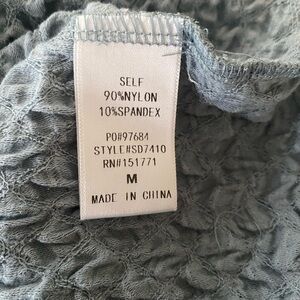 SELF
90%NYLON
10%SPANDEX
PO#97684
STYLE#SD7410
RN#151771
M
MADE IN CHINA